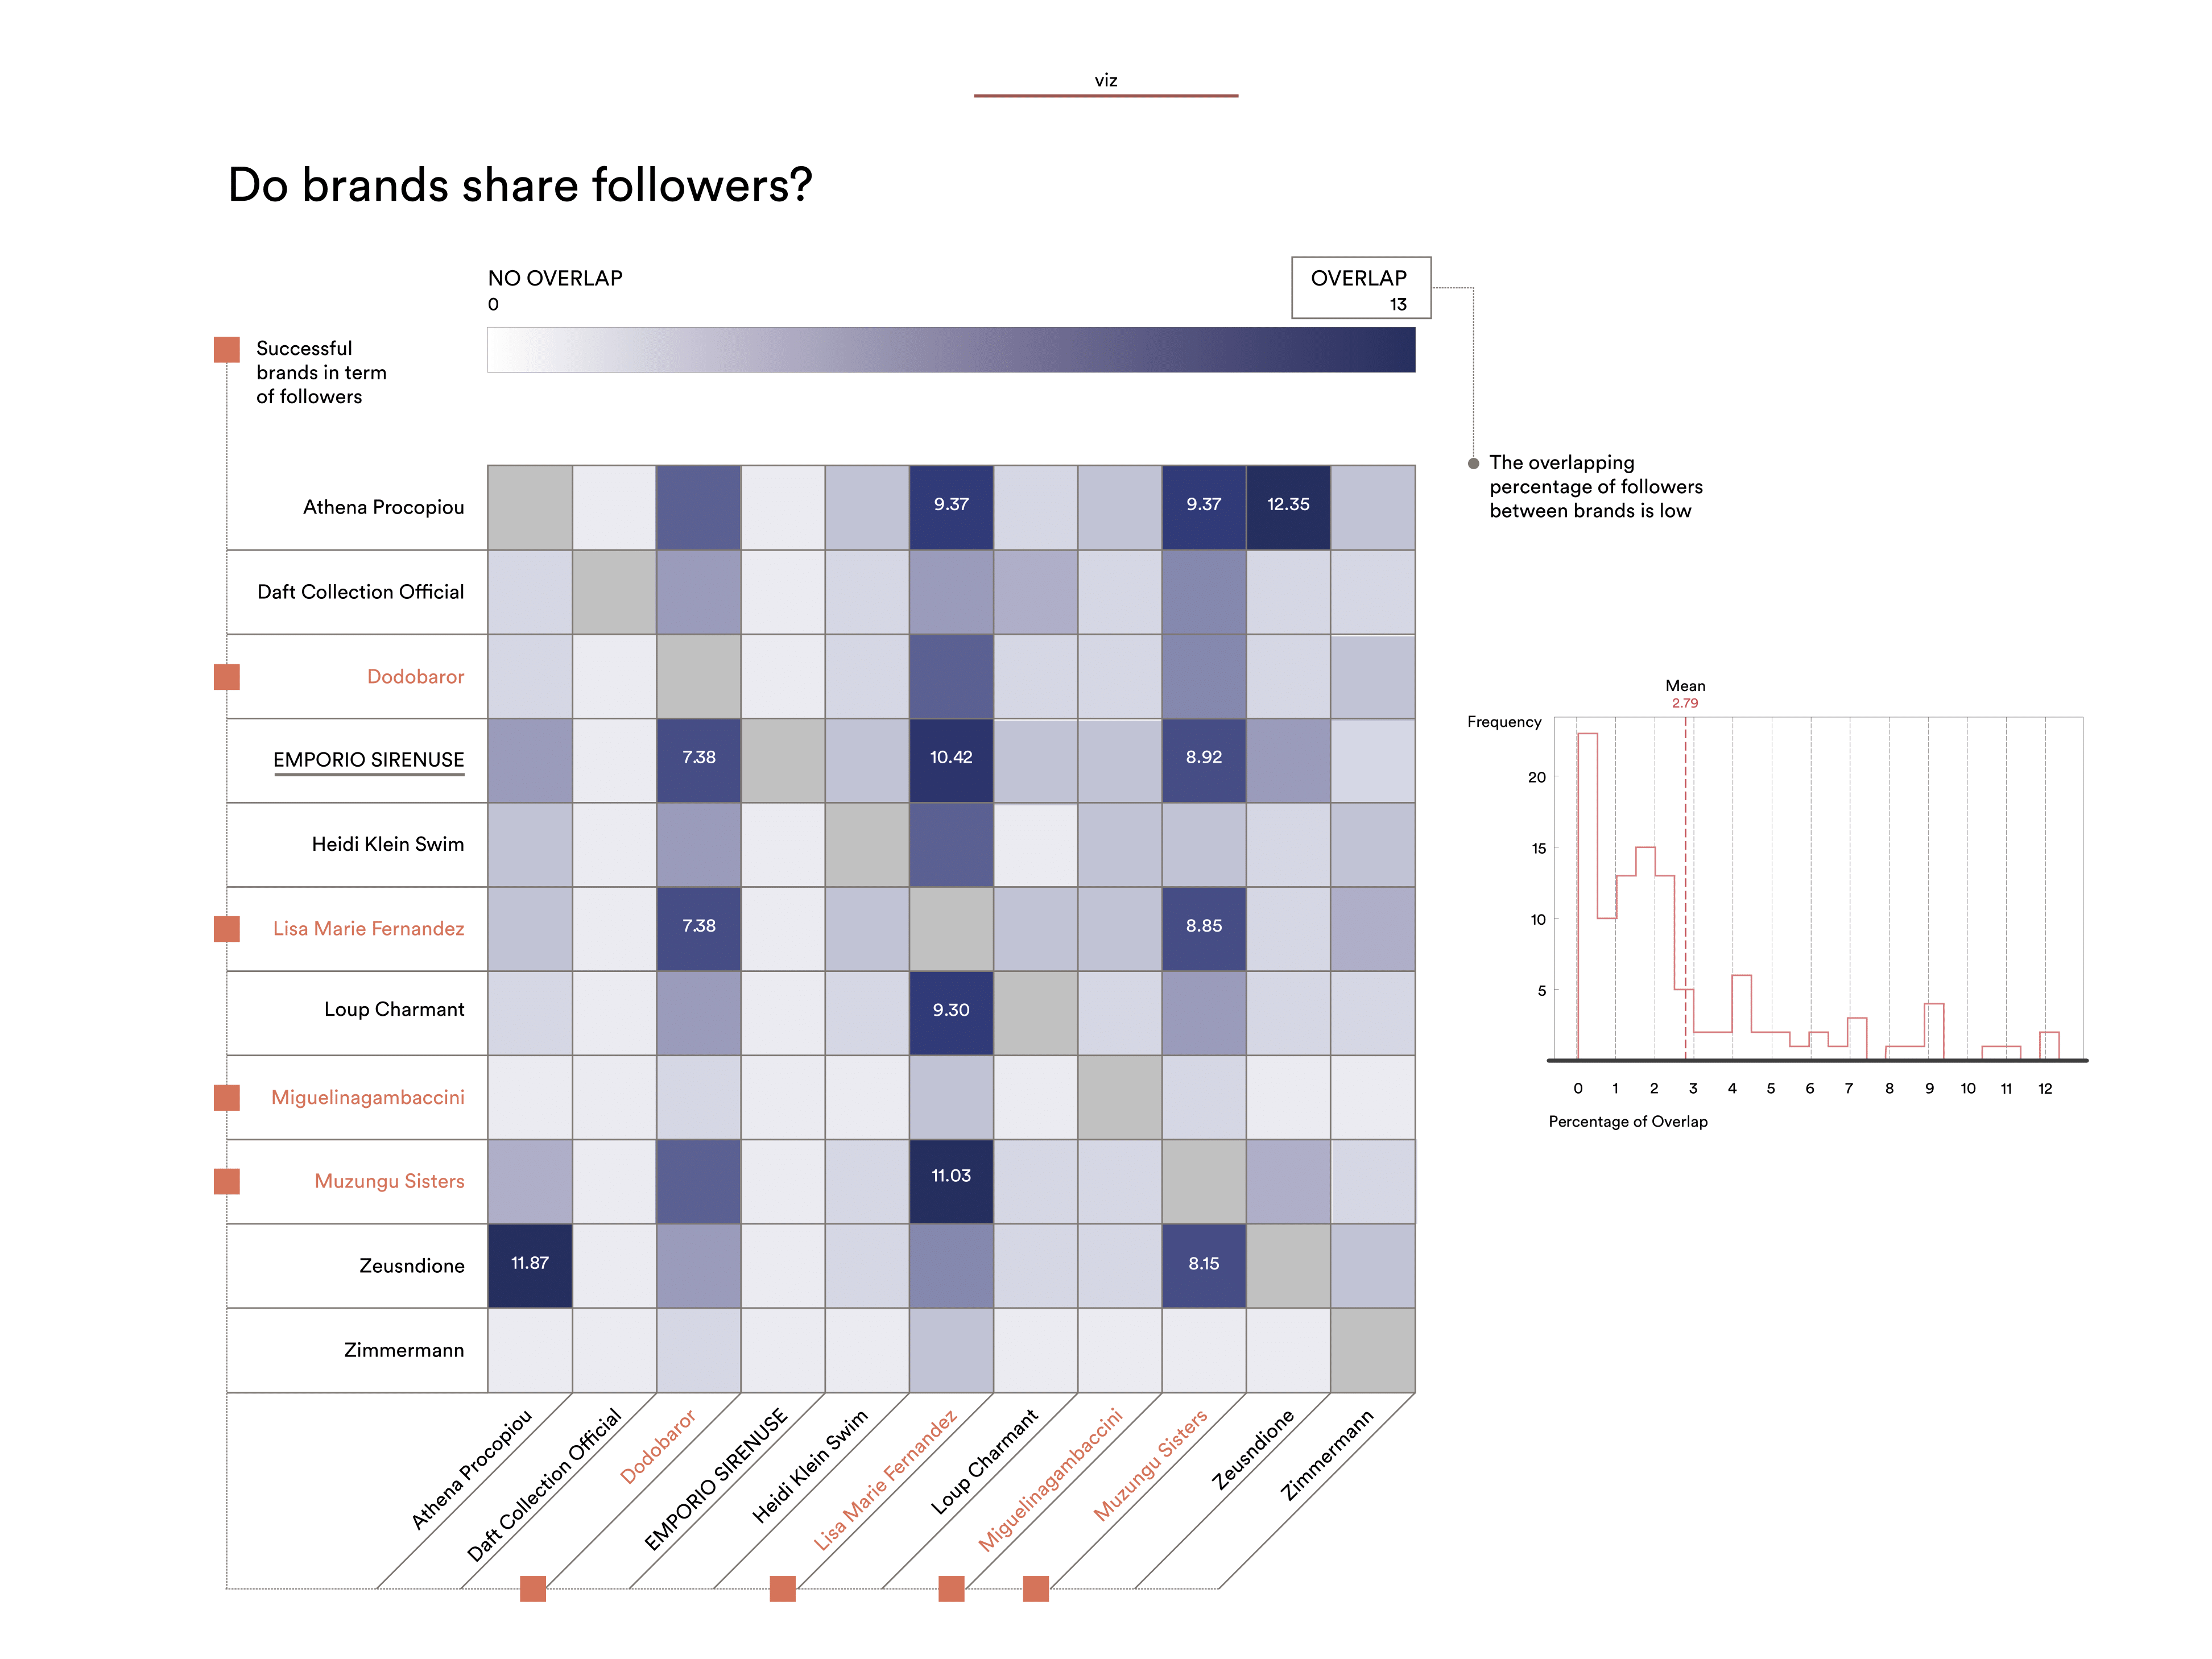 viz
Do brands share followers?
NO OVERLAP
0
OVERLAP
13
Successful
brands in term
of followers
The overlapping
percentage of followers
between brands is low
Athena Procopiou
9.37
9.37
12.35
Daft Collection Official
Dodobaror
EMPORIO SIRENUSE
7.38
10.42
8.92
Heidi Klein Swim
Lisa Marie Fernandez
7.38
8.85
Loup Charmant
9.30
Miguelinagambaccini
Muzungu Sisters
11.03
Zeusndione
11.87
8.15
Zimmermann
Athena Procopiou
Daft Collection Official
Dodobaror
EMPORIO SIRENUSE
Heidi Klein Swim
Lisa Marie Fernandez
Loup Charmant
Miguelinagambaccini
Muzungu Sisters
Zeusndione
Zimmermann
Mean
2.79
Frequency
20
15
10
5
0 1 2 3 4 5 6 7 8 9 10 11 12
Percentage of Overlap